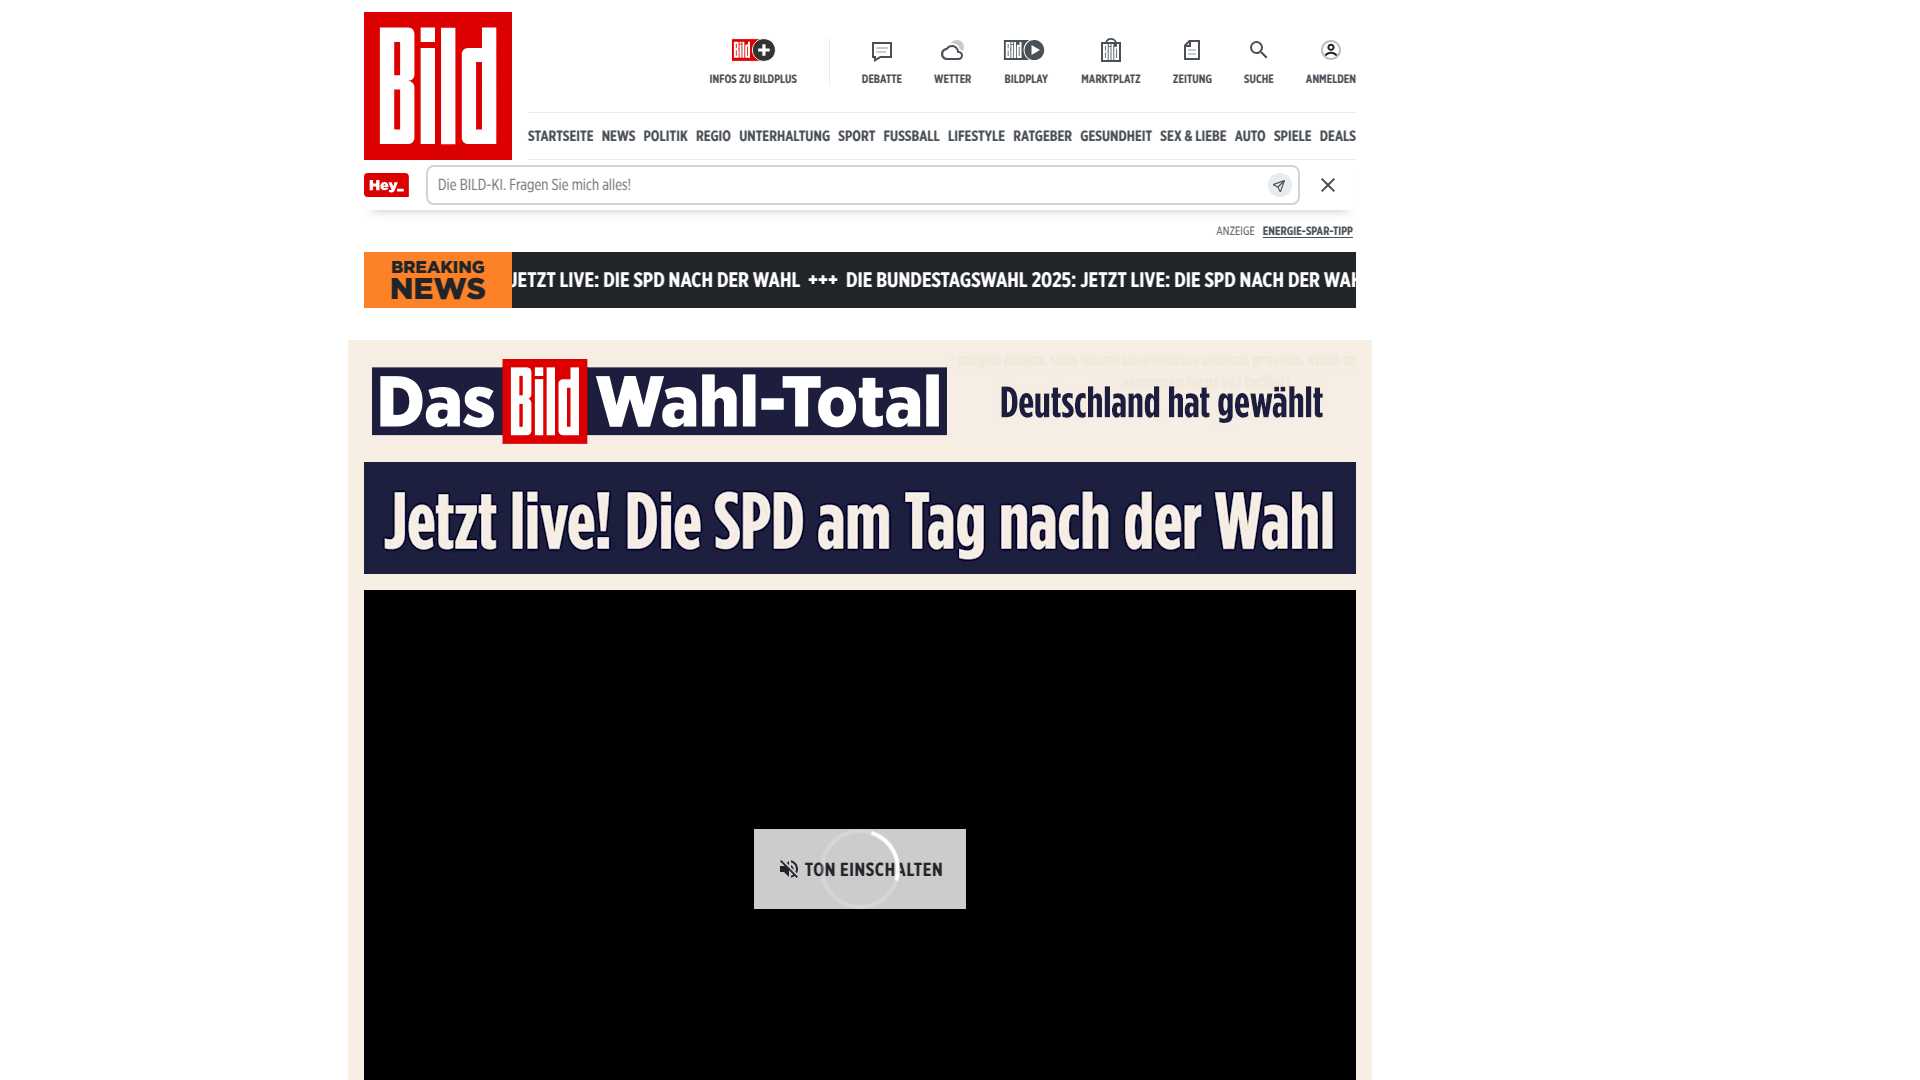 Bild
INFOS ZU BILDPLUS
DEBATTE
WETTER
BILDPLAY
MARKTPLATZ
ZEITUNG
SUCHE
ANMELDEN
STARTSEITE NEWS POLITIK REGIO UNTERHALTUNG SPORT FUSSBALL LIFESTYLE RATGEBER GESUNDHEIT SEX & LIEBE AUTO SPIELE DEALS
Hey_ Die BILD-KI. Fragen Sie mich alles!
ANZEIGE ENERGIE-SPAR-TIPP
BREAKING
NEWS
JETZT LIVE: DIE SPD NACH DER WAHL +++ DIE BUNDESTAGSWAHL 2025: JETZT LIVE: DIE SPD NACH DER WAH
Das Bild Wahl-Total
Deutschland hat gewählt
Jetzt live! Die SPD am Tag nach der Wahl
TON EINSCHALTEN